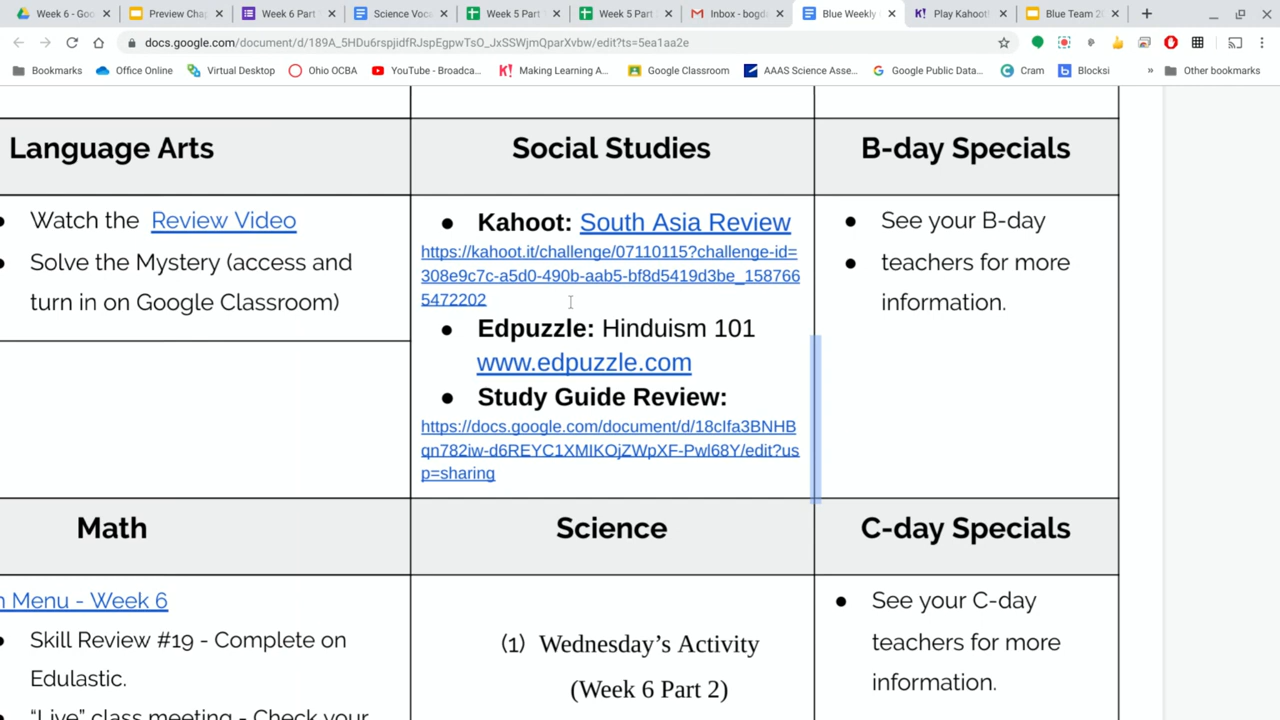 Week 6 - Goo
Preview Chap
Week 6 Part
Science Voca
Week 5 Part
Week 5 Part
Inbox - bogd
Blue Weekly
Play Kahoot!
Blue Team 20
docs.google.com/document/d/189A_5HDu6rspjidfRJspEgpwTsO_JxSSWjmQparXvbw/edit?ts=5ea1aa2e
Bookmarks
Office Online
Virtual Desktop
Ohio OCBA
YouTube - Broadca...
Making Learning A...
Google Classroom
AAAS Science Asse...
Google Public Data...
Cram
Blocksi
»
Other bookmarks
Language Arts
Social Studies
B-day Specials
● Watch the Review Video
● Solve the Mystery (access and
turn in on Google Classroom)
● Kahoot: South Asia Review
https://kahoot.it/challenge/07110115?challenge-id=
308e9c7c-a5d0-490b-aab5-bf8d5419d3be_158766
5472202
● Edpuzzle: Hinduism 101
www.edpuzzle.com
● Study Guide Review:
https://docs.google.com/document/d/18cIfa3BNHB
qn782iw-d6REYC1XMIKOjZWpXF-Pwl68Y/edit?us
p=sharing
● See your B-day
● teachers for more
information.
Math
Science
C-day Specials
n Menu - Week 6
● Skill Review #19 - Complete on
Edulastic.
● "Live" class meeting - Check your
(1) Wednesday's Activity
(Week 6 Part 2)
● See your C-day
teachers for more
information.